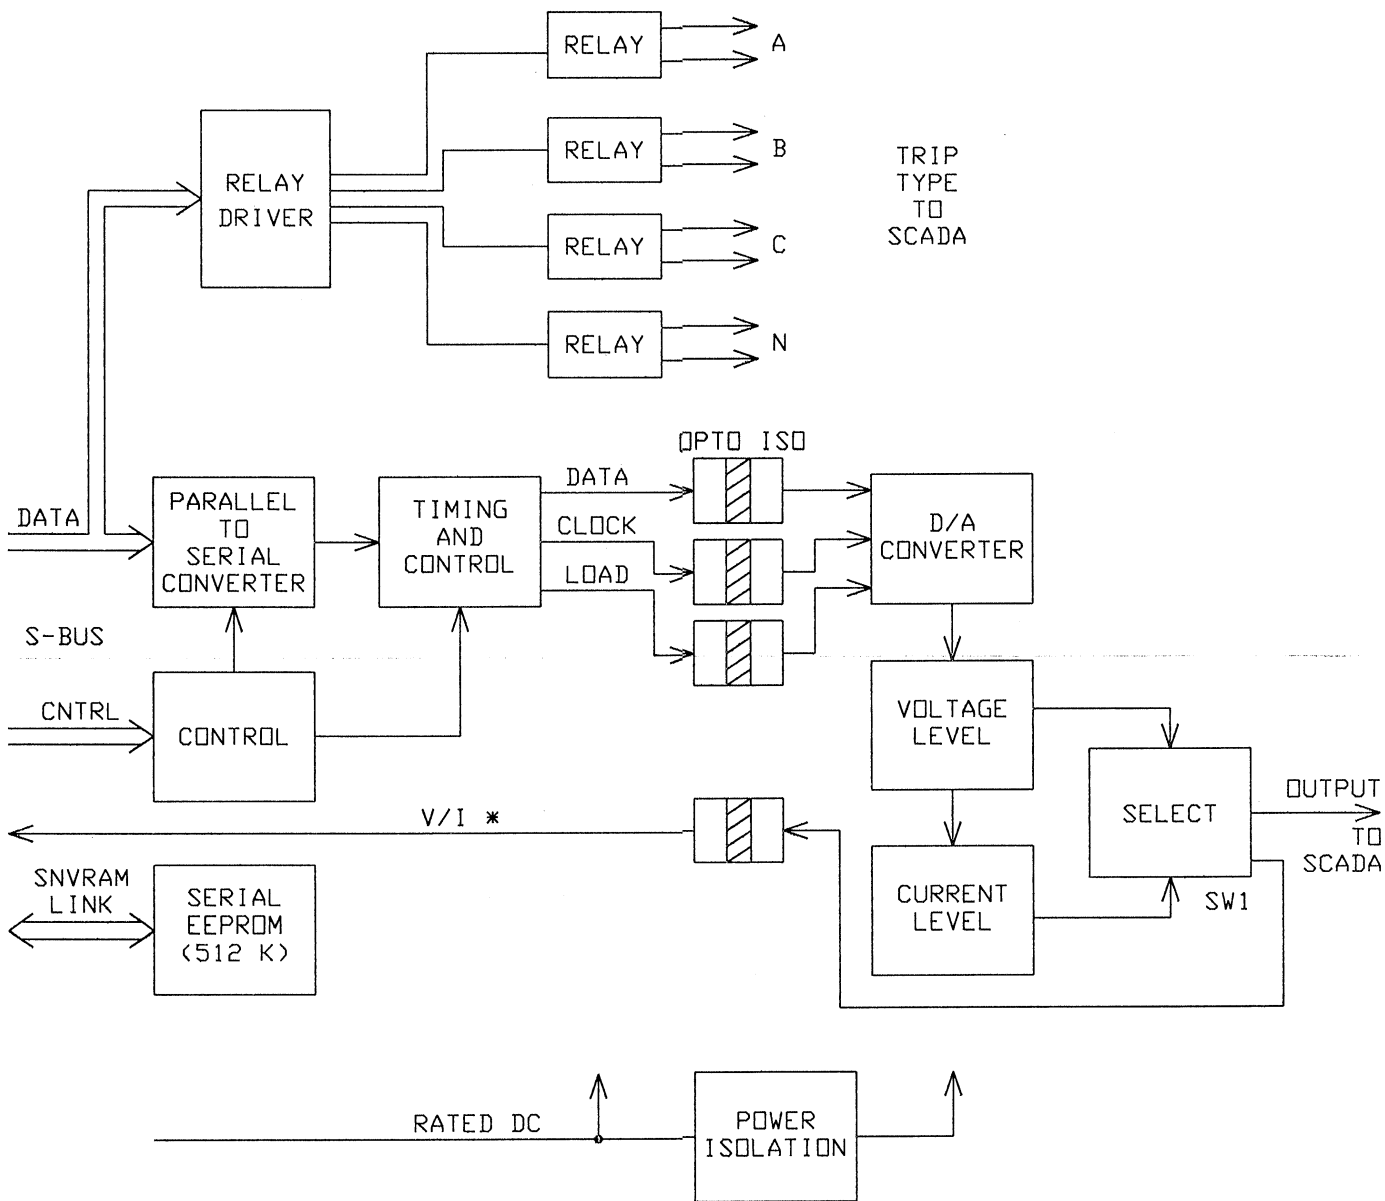 RELAY
A
RELAY
B
RELAY
C
RELAY
N
RELAY
DRIVER
TRIP
TYPE
TO
SCADA
OPTO ISO
DATA
PARALLEL
TO
SERIAL
CONVERTER
TIMING
AND
CONTROL
DATA
CLOCK
LOAD
D/A
CONVERTER
S-BUS
CNTRL
CONTROL
VOLTAGE
LEVEL
SELECT
SW1
OUTPUT
TO
SCADA
V/I *
SNVRAM
LINK
SERIAL
EEPROM
(512 K)
CURRENT
LEVEL
RATED DC
POWER
ISOLATION